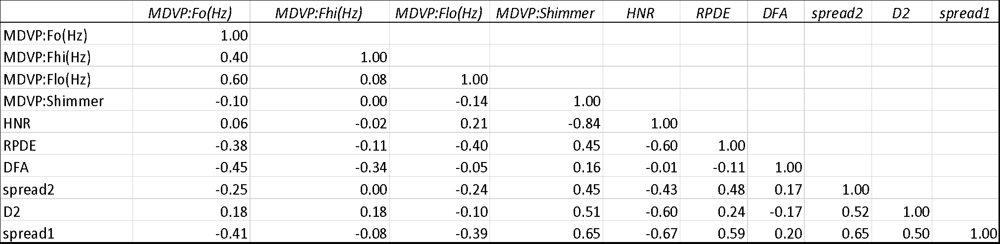 MDVP:Fo(Hz) MDVP:Fhi(Hz) MDVP:Flo(Hz) MDVP:Shimmer HNR RPDE DFA spread2 D2 spread1
MDVP:Fo(Hz) 1.00
MDVP:Fhi(Hz) 0.40 1.00
MDVP:Flo(Hz) 0.60 0.08 1.00
MDVP:Shimmer -0.10 0.00 -0.14 1.00
HNR 0.06 -0.02 0.21 -0.84 1.00
RPDE -0.38 -0.11 -0.40 0.45 -0.60 1.00
DFA -0.45 -0.34 -0.05 0.16 -0.01 -0.11 1.00
spread2 -0.25 0.00 -0.24 0.45 -0.43 0.48 0.17 1.00
D2 0.18 0.18 -0.10 0.51 -0.60 0.24 -0.17 0.52 1.00
spread1 -0.41 -0.08 -0.39 0.65 -0.67 0.59 0.20 0.65 0.50 1.00